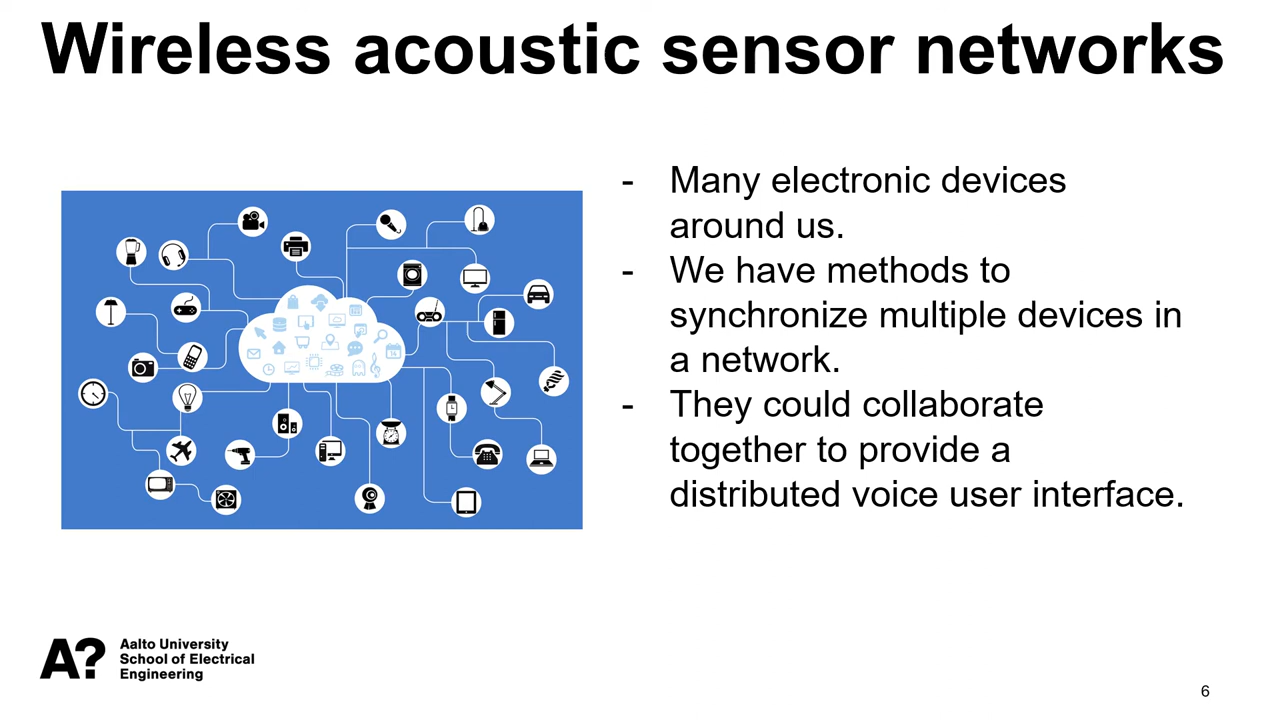 Wireless acoustic sensor networks
- Many electronic devices
around us.
- We have methods to
synchronize multiple devices in
a network.
- They could collaborate
together to provide a
distributed voice user interface.
A?
Aalto University
School of Electrical
Engineering
6